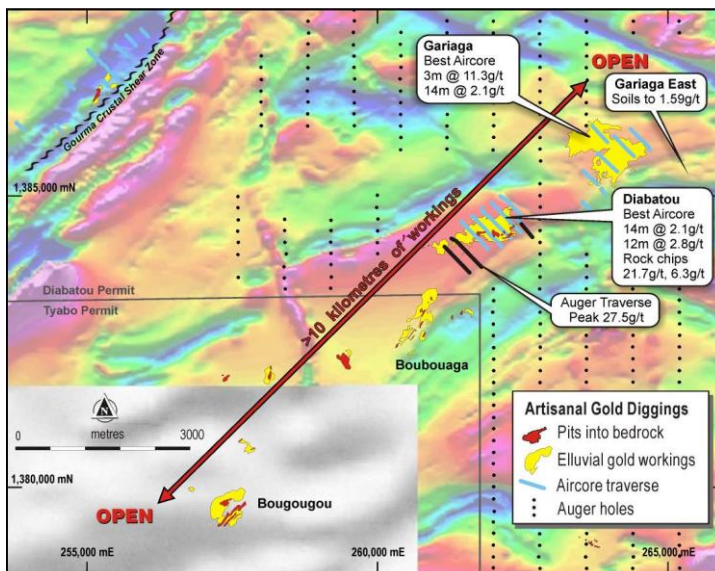 Gariaga
Best Aircore
3m @ 11.3g/t
14m @ 2.1g/t
OPEN
Gariaga East
Soils to 1.59g/t
Gourma Crustal Shear Zone
1,385,000 mN
>10 kilometres of workings
Diabatou
Best Aircore
14m @ 2.1g/t
12m @ 2.8g/t
Rock chips
21.7g/t, 6.3g/t
Diabatou Permit
Tyabo Permit
Auger Traverse
Peak 27.5g/t
Boubouaga
N
0 metres 3000
1,380,000 mN
OPEN
Bougougou
Artisanal Gold Diggings
Pits into bedrock
Elluvial gold workings
Aircore traverse
Auger holes
255,000 mE
260,000 mE
265,000 mE